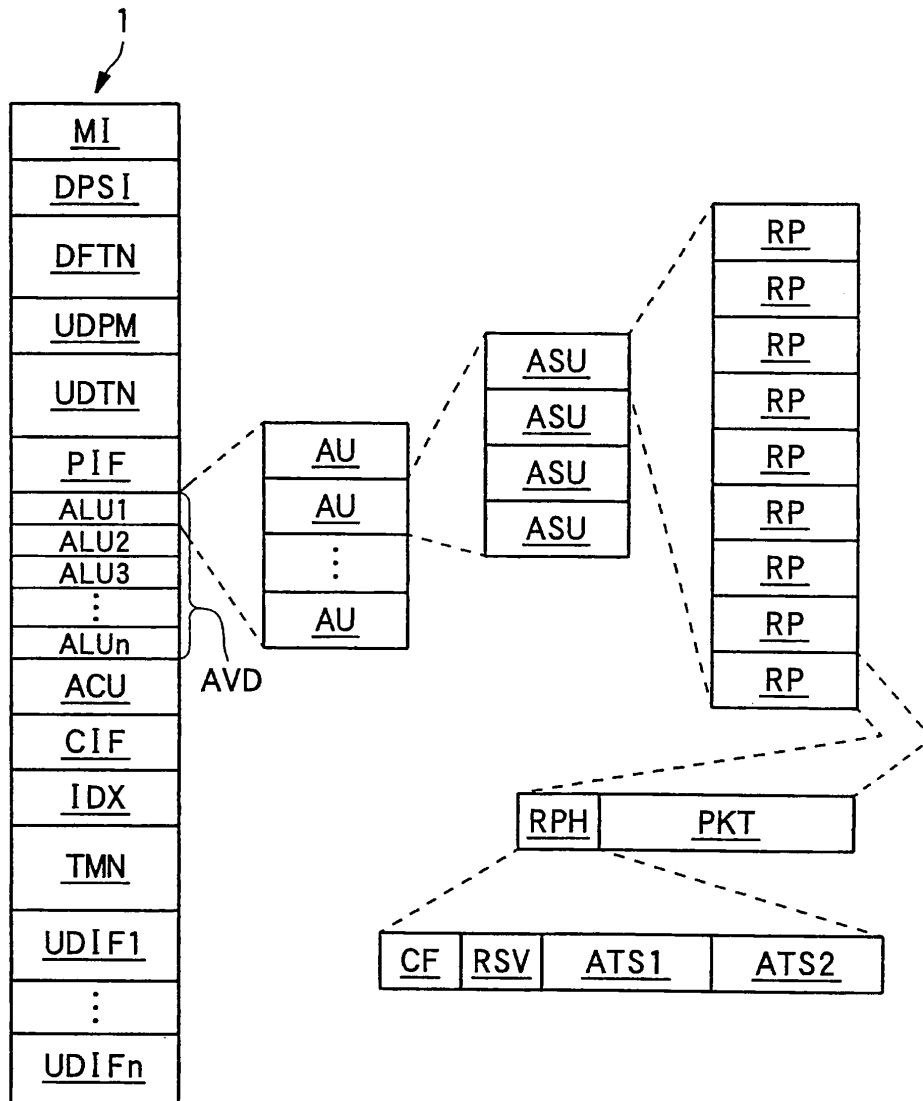 1
MI
DPSI
DFTN
UDPM
UDTN
PIF
ALU1
ALU2
ALU3
⋮
ALUn
AVD
ACU
CIF
IDX
TMN
UDIF1
⋮
UDIFn
AU
AU
⋮
AU
ASU
ASU
ASU
ASU
RP
RP
RP
RP
RP
RP
RP
RP
RP
RPH PKT
CF RSV ATS1 ATS2